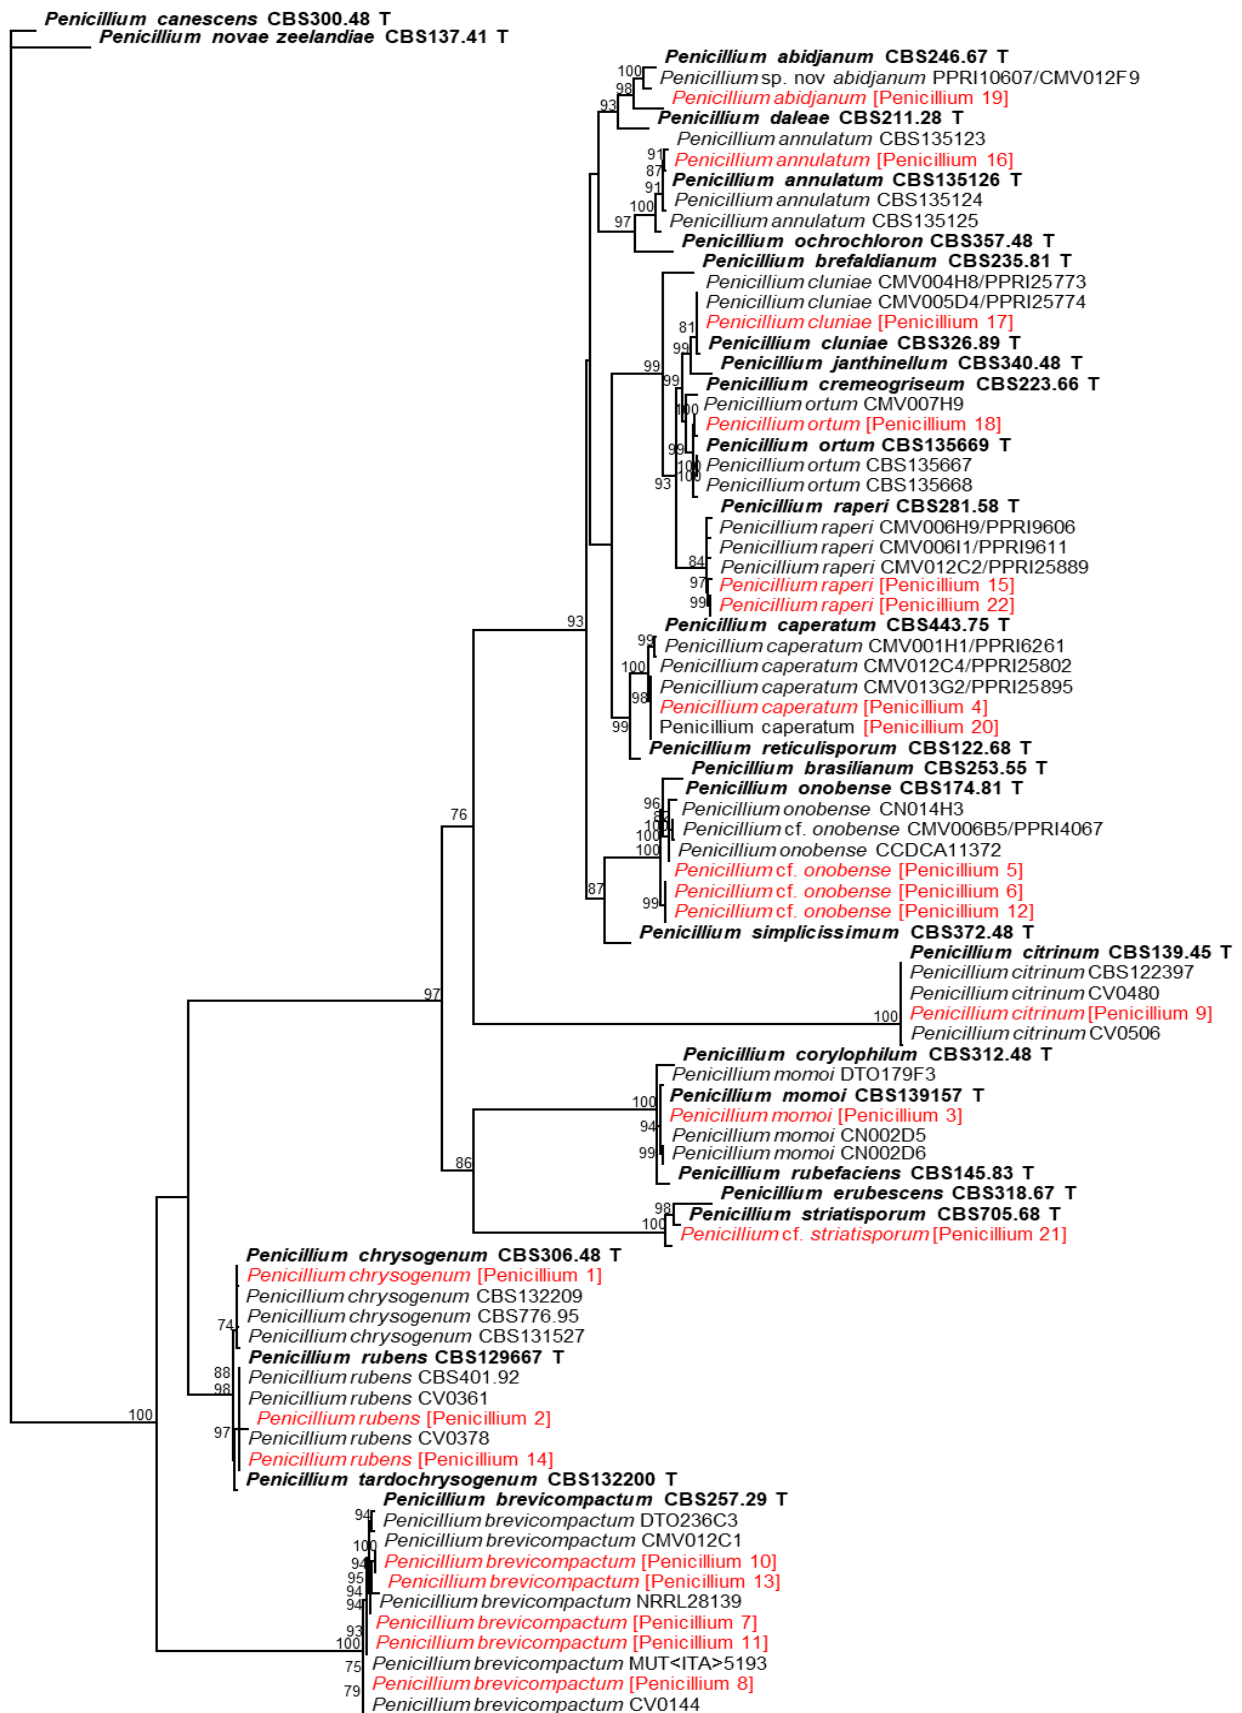 Penicillium canescens CBS300.48 T
Penicillium novae zeelandiae CBS137.41 T
Penicillium abidjanum CBS246.67 T
100
Penicillium sp. nov abidjanum PPRI10607/CMV012F9
98
Penicillium abidjanum [Penicillium 19]
93
Penicillium daleae CBS211.28 T
Penicillium annulatum CBS135123
91
Penicillium annulatum [Penicillium 16]
87
Penicillium annulatum CBS135126 T
91
Penicillium annulatum CBS135124
100
Penicillium annulatum CBS135125
97
Penicillium ochrochloron CBS357.48 T
Penicillium brefaldianum CBS235.81 T
Penicillium cluniae CMV004H8/PPRI25773
Penicillium cluniae CMV005D4/PPRI25774
Penicillium cluniae [Penicillium 17]
81
Penicillium cluniae CBS326.89 T
99
Penicillium janthinellum CBS340.48 T
99
99
Penicillium cremeogriseum CBS223.66 T
Penicillium ortum CMV007H9
100
Penicillium ortum [Penicillium 18]
99
Penicillium ortum CBS135669 T
100
Penicillium ortum CBS135667
100
Penicillium ortum CBS135668
93
Penicillium raperi CBS281.58 T
Penicillium raperi CMV006H9/PPRI9606
Penicillium raperi CMV006I1/PPRI9611
84
Penicillium raperi CMV012C2/PPRI25889
97
Penicillium raperi [Penicillium 15]
99
Penicillium raperi [Penicillium 22]
93
Penicillium caperatum CBS443.75 T
99
Penicillium caperatum CMV001H1/PPRI6261
100
Penicillium caperatum CMV012C4/PPRI25802
Penicillium caperatum CMV013G2/PPRI25895
98
Penicillium caperatum [Penicillium 4]
99
Penicillium caperatum [Penicillium 20]
Penicillium reticulisporum CBS122.68 T
Penicillium brasilianum CBS253.55 T
Penicillium onobense CBS174.81 T
96
Penicillium onobense CN014H3
76
100
Penicillium cf. onobense CMV006B5/PPRI4067
100
100
Penicillium onobense CCDCA11372
Penicillium cf. onobense [Penicillium 5]
87
Penicillium cf. onobense [Penicillium 6]
99
Penicillium cf. onobense [Penicillium 12]
Penicillium simplicissimum CBS372.48 T
Penicillium citrinum CBS139.45 T
Penicillium citrinum CBS122397
97
Penicillium citrinum CV0480
100
Penicillium citrinum [Penicillium 9]
Penicillium citrinum CV0506
Penicillium corylophilum CBS312.48 T
Penicillium momoi DTO179F3
100
Penicillium momoi CBS139157 T
Penicillium momoi [Penicillium 3]
94
Penicillium momoi CN002D5
99
Penicillium momoi CN002D6
86
Penicillium rubefaciens CBS145.83 T
Penicillium erubescens CBS318.67 T
98
Penicillium striatisporum CBS705.68 T
100
Penicillium cf. striatisporum [Penicillium 21]
Penicillium chrysogenum CBS306.48 T
Penicillium chrysogenum [Penicillium 1]
Penicillium chrysogenum CBS132209
Penicillium chrysogenum CBS776.95
74
Penicillium chrysogenum CBS131527
Penicillium rubens CBS129667 T
88
Penicillium rubens CBS401.92
98
Penicillium rubens CV0361
100
Penicillium rubens [Penicillium 2]
97
Penicillium rubens CV0378
Penicillium rubens [Penicillium 14]
Penicillium tardochrysogenum CBS132200 T
Penicillium brevicompactum CBS257.29 T
94
Penicillium brevicompactum DTO236C3
100
Penicillium brevicompactum CMV012C1
94
Penicillium brevicompactum [Penicillium 10]
95
Penicillium brevicompactum [Penicillium 13]
94
94
Penicillium brevicompactum NRRL28139
Penicillium brevicompactum [Penicillium 7]
93
100
Penicillium brevicompactum [Penicillium 11]
75
Penicillium brevicompactum MUT<ITA>5193
79
Penicillium brevicompactum [Penicillium 8]
Penicillium brevicompactum CV0144